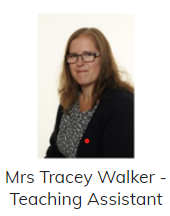 Mrs Tracey Walker -
Teaching Assistant